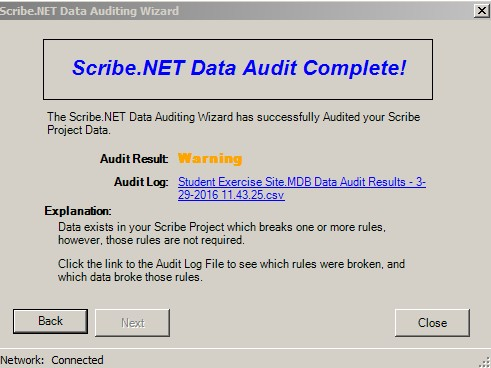 Scribe.NET Data Auditing Wizard
Scribe.NET Data Audit Complete!
The Scribe.NET Data Auditing Wizard has successfully Audited your Scribe
Project Data.
Audit Result: Warning
Audit Log: Student Exercise Site.MDB Data Audit Results - 3-
29-2016 11.43.25.csv
Explanation:
Data exists in your Scribe Project which breaks one or more rules,
however, those rules are not required.
Click the link to the Audit Log File to see which rules were broken, and
which data broke those rules.
Back Next Close
Network: Connected